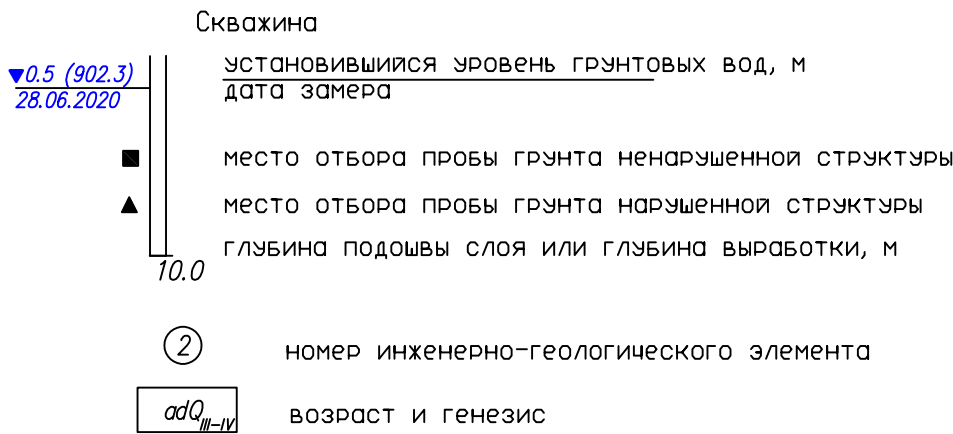 Скважина
▼0.5 (902.3) установившийся уровень грунтовых вод, м
28.06.2020 дата замера
место отбора пробы грунта ненарушенной структуры
место отбора пробы грунта нарушенной структуры
глубина подошвы слоя или глубина выработки, м
10.0
2 номер инженерно-геологического элемента
adQIII-IV возраст и генезис